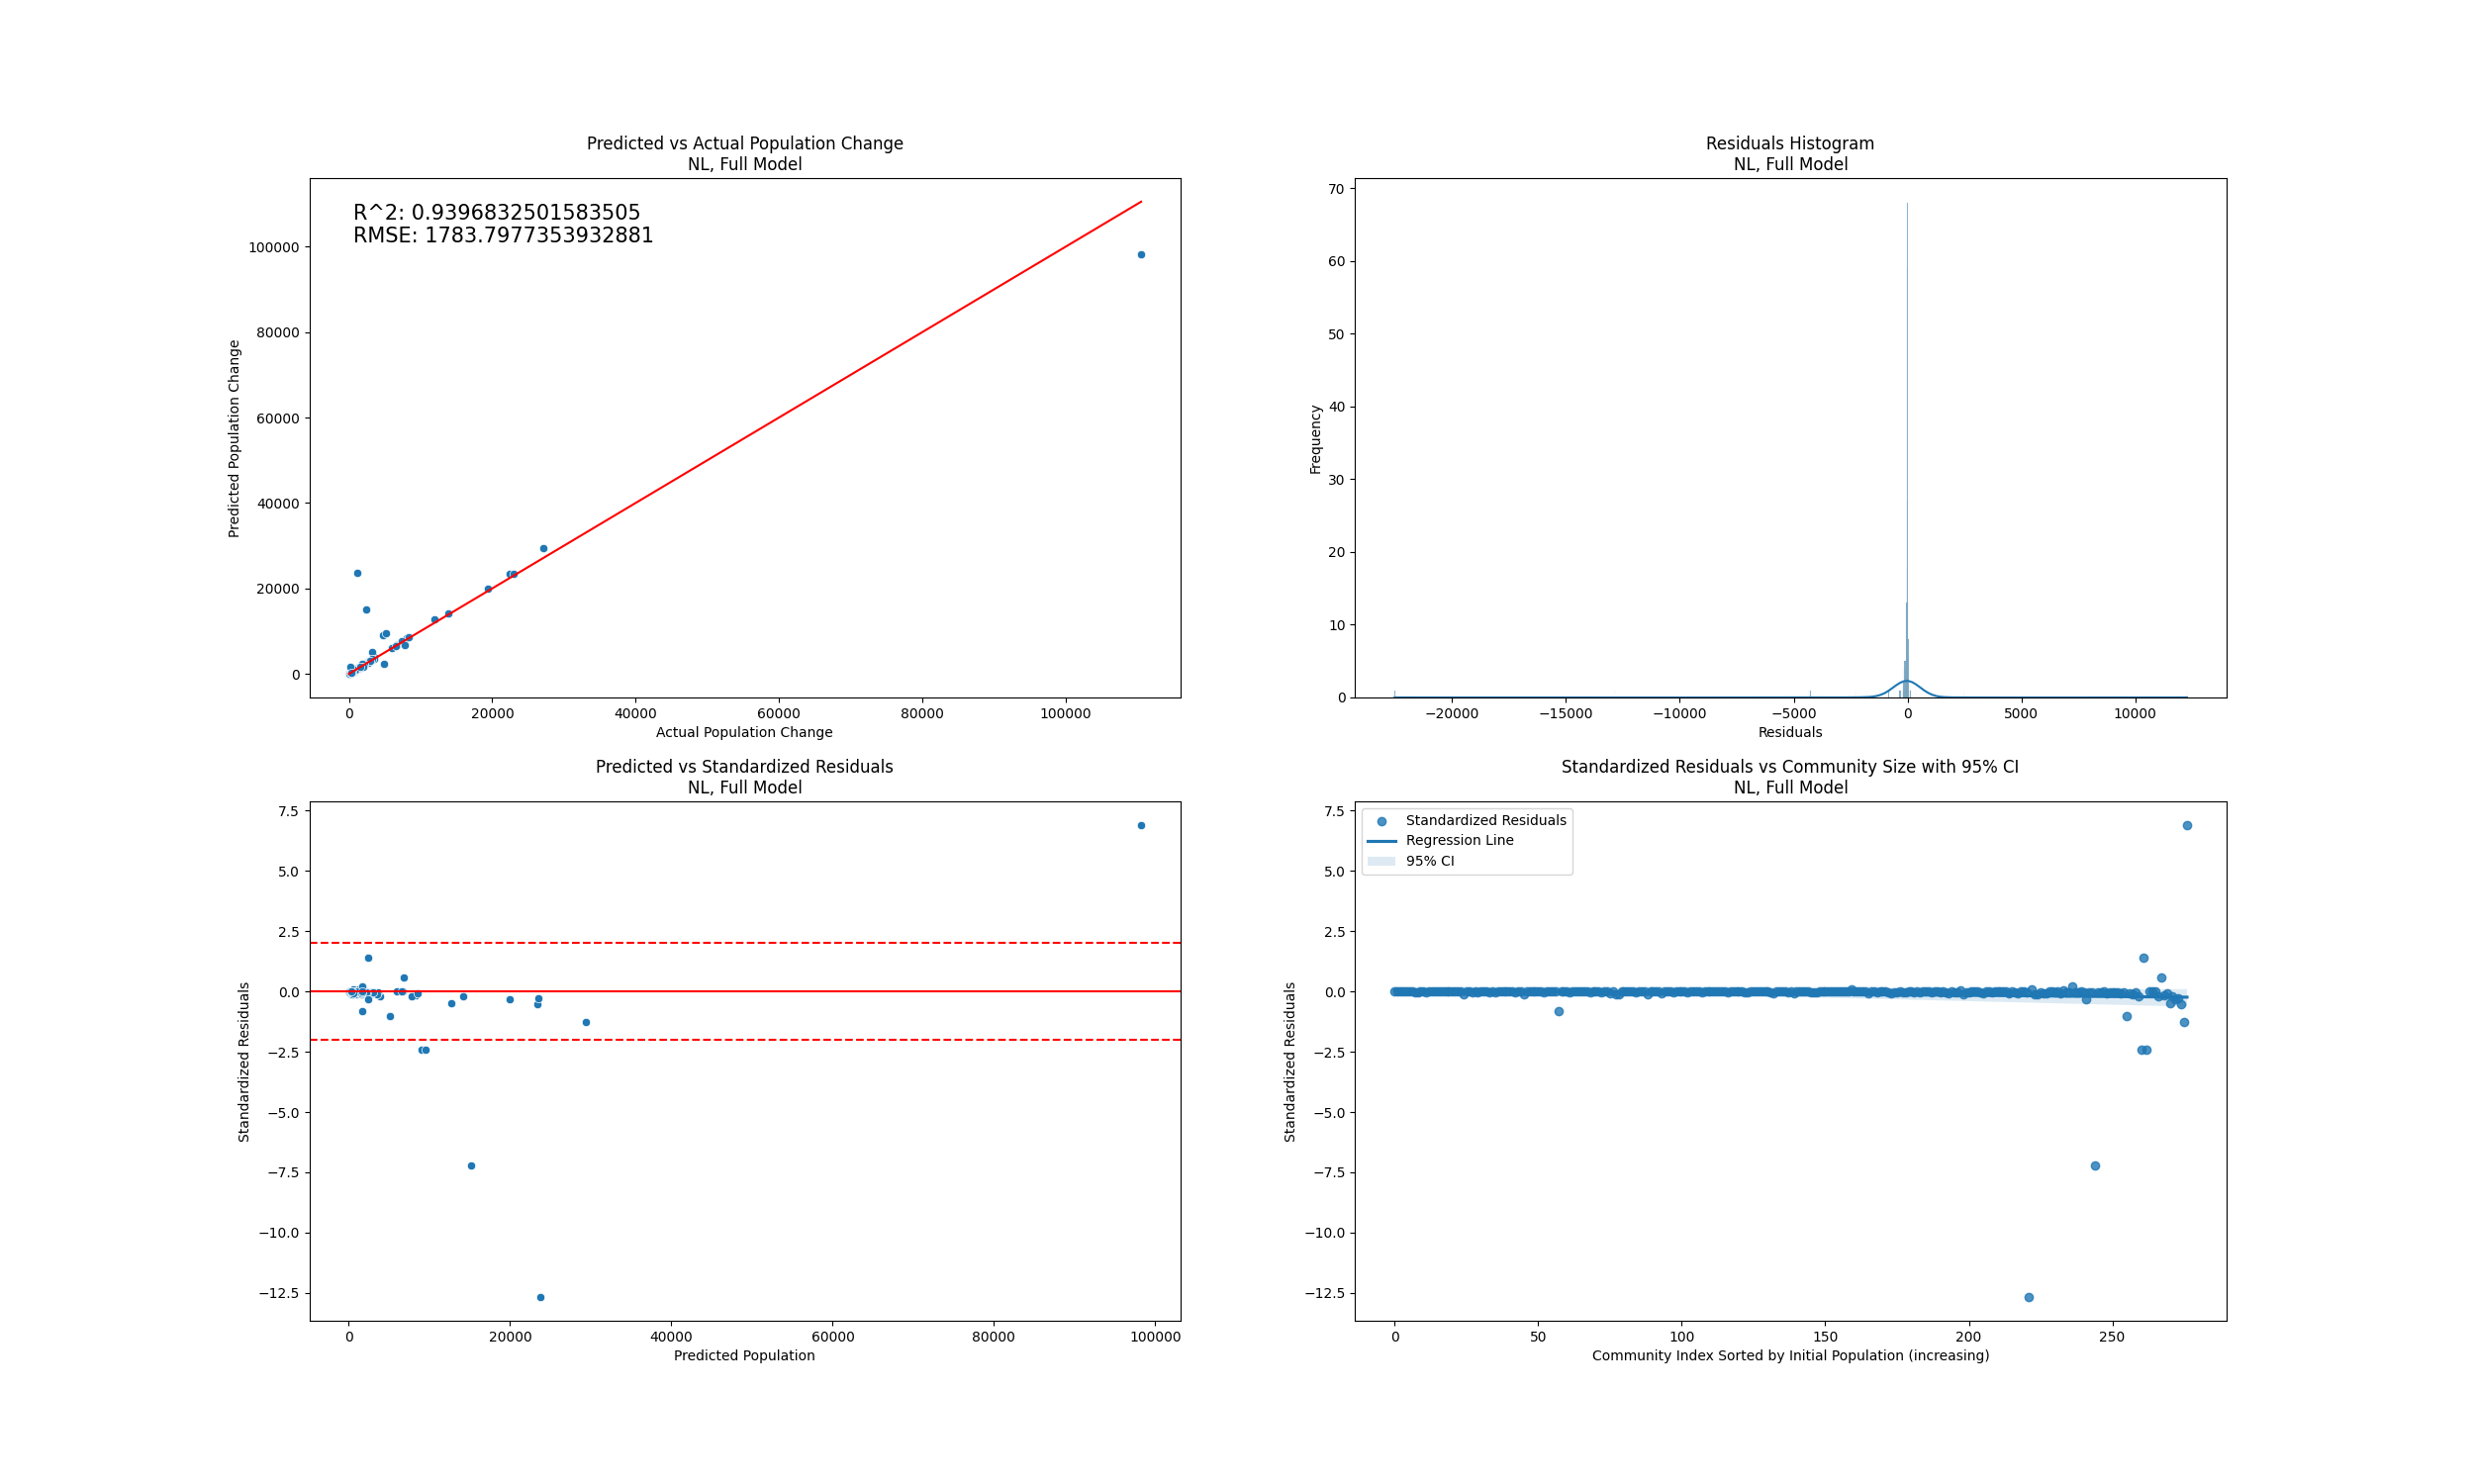 Predicted vs Actual Population Change
NL, Full Model
R^2: 0.9396832501583505
RMSE: 1783.7977353932881
100000
80000
60000
40000
20000
0
Predicted Population Change
0
20000
40000
60000
80000
100000
Actual Population Change
Residuals Histogram
NL, Full Model
70
60
50
40
30
20
10
0
Frequency
−20000
−15000
−10000
−5000
0
5000
10000
Residuals
Predicted vs Standardized Residuals
NL, Full Model
7.5
5.0
2.5
0.0
−2.5
−5.0
−7.5
−10.0
−12.5
Standardized Residuals
0
20000
40000
60000
80000
100000
Predicted Population
Standardized Residuals vs Community Size with 95% CI
NL, Full Model
Standardized Residuals
Regression Line
95% CI
7.5
5.0
2.5
0.0
−2.5
−5.0
−7.5
−10.0
−12.5
Standardized Residuals
0
50
100
150
200
250
Community Index Sorted by Initial Population (increasing)